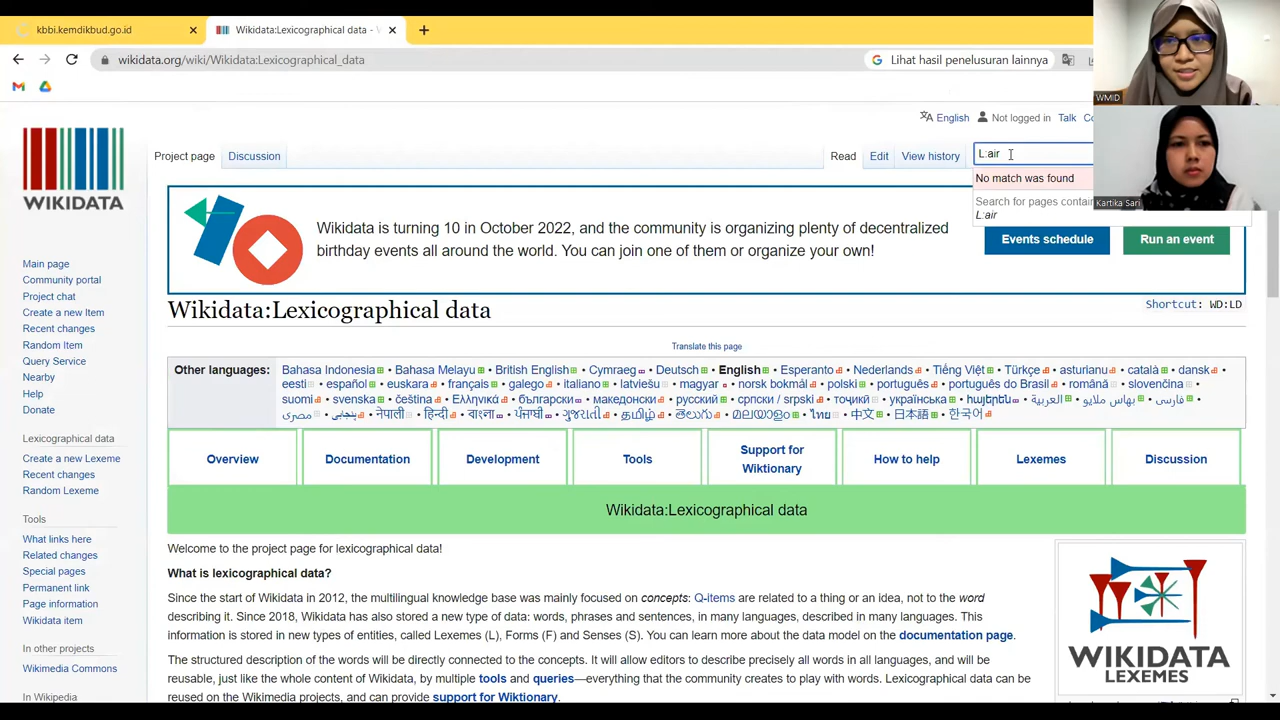 kbbi.kemdikbud.go.id
Wikidata:Lexicographical data -
wikidata.org/wiki/Wikidata:Lexicographical_data
Lihat hasil penelusuran lainnya
WMID
Kartika Sari
English
Not logged in
Talk
Project page
Discussion
Read
Edit
View history
L:air
No match was found
Search for pages contain
L:air
WIKIDATA
Wikidata is turning 10 in October 2022, and the community is organizing plenty of decentralized
birthday events all around the world. You can join one of them or organize your own!
Events schedule
Run an event
Main page
Community portal
Project chat
Create a new Item
Recent changes
Random Item
Query Service
Nearby
Help
Donate
Lexicographical data
Create a new Lexeme
Recent changes
Random Lexeme
Tools
What links here
Related changes
Special pages
Permanent link
Page information
Wikidata item
In other projects
Wikimedia Commons
In Wikipedia
Wikidata:Lexicographical data
Shortcut: WD:LD
Translate this page
Other languages:
Bahasa Indonesia • Bahasa Melayu • British English • Cymraeg • Deutsch • English • Esperanto • Nederlands • Tiếng Việt • Türkçe • asturianu • català • dansk •
eesti • español • euskara • français • galego • italiano • latviešu • magyar • norsk bokmål • polski • português • português do Brasil • română • slovenčina •
suomi • svenska • čeština • Ελληνικά • български • македонски • русский • српски / srpski • тоҷикӣ • українська • հայերեն • العربية • بهاس ملايو • فارسی •
مصرى • پنجابی • नेपाली • हिन्दी • বাংলা • ਪੰਜਾਬੀ • ગુજરાતી • தமிழ் • తెలుగు • മലയാളം • ไทย • 中文 • 日本語 • 한국어
Overview
Documentation
Development
Tools
Support for
Wiktionary
How to help
Lexemes
Discussion
Wikidata:Lexicographical data
Welcome to the project page for lexicographical data!
What is lexicographical data?
Since the start of Wikidata in 2012, the multilingual knowledge base was mainly focused on concepts: Q-items are related to a thing or an idea, not to the word
describing it. Since 2018, Wikidata has also stored a new type of data: words, phrases and sentences, in many languages, described in many languages. This
information is stored in new types of entities, called Lexemes (L), Forms (F) and Senses (S). You can learn more about the data model on the documentation page.
The structured description of the words will be directly connected to the concepts. It will allow editors to describe precisely all words in all languages, and will be
reusable, just like the whole content of Wikidata, by multiple tools and queries—everything that the community creates to play with words. Lexicographical data can be
reused on the Wikimedia projects, and can provide support for Wiktionary.
WIKIDATA
LEXEMES